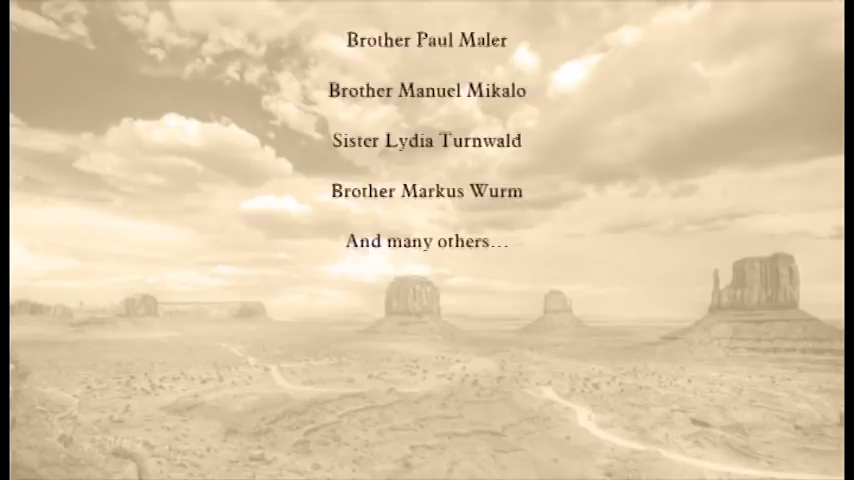 Brother Paul Maler
Brother Manuel Mikalo
Sister Lydia Turnwald
Brother Markus Wurm
And many others...